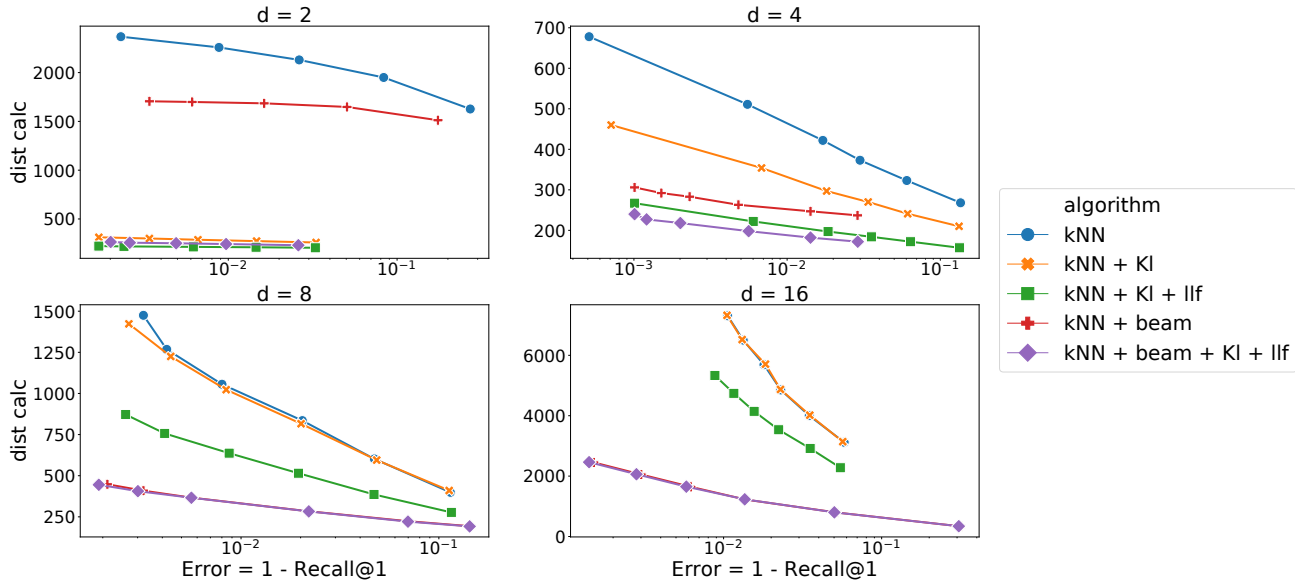 d = 2
d = 4
dist calc
2000
1500
1000
500
10⁻²
10⁻¹
700
600
500
400
300
200
10⁻³
10⁻²
10⁻¹
d = 8
d = 16
dist calc
1500
1250
1000
750
500
250
10⁻²
10⁻¹
Error = 1 - Recall@1
6000
4000
2000
0
10⁻²
10⁻¹
Error = 1 - Recall@1
algorithm
kNN
kNN + Kl
kNN + Kl + llf
kNN + beam
kNN + beam + Kl + llf